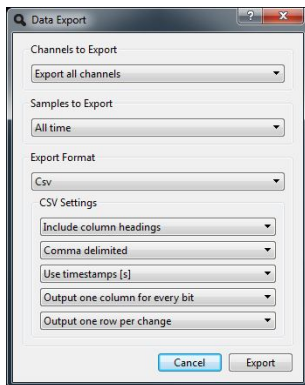 Data Export
Channels to Export
Export all channels
Samples to Export
All time
Export Format
Csv
CSV Settings
Include column headings
Comma delimited
Use timestamps [s]
Output one column for every bit
Output one row per change
Cancel Export